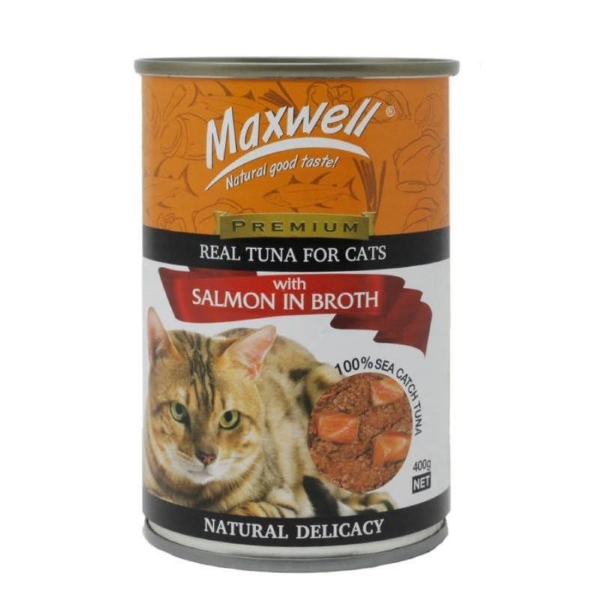 Maxwell®
Natural good taste!
PREMIUM
REAL TUNA FOR CATS
with
SALMON IN BROTH
100% SEA CATCH TUNA
400g
NET
NATURAL DELICACY